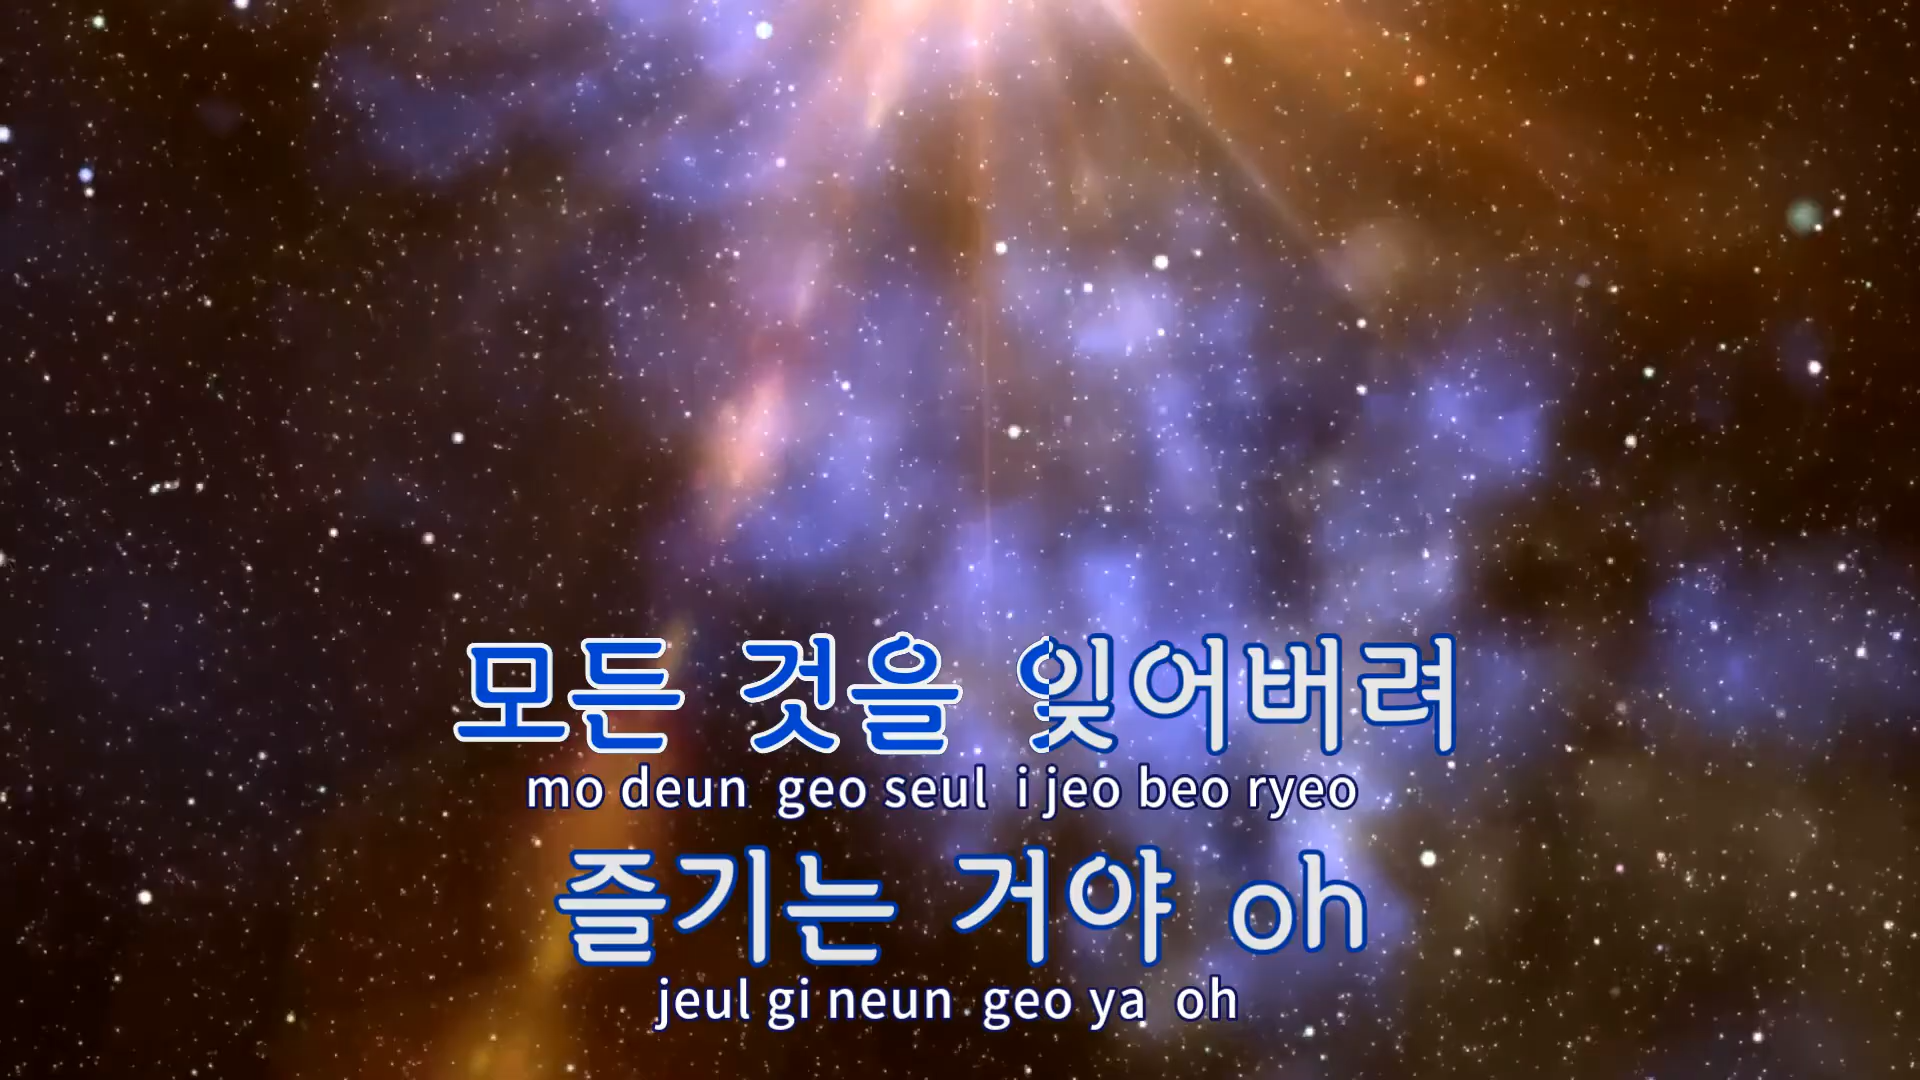 모든 것을 잊어버려
mo deun geo seul i jeo beo ryeo
즐기는 거야 oh
jeul gi neun geo ya oh